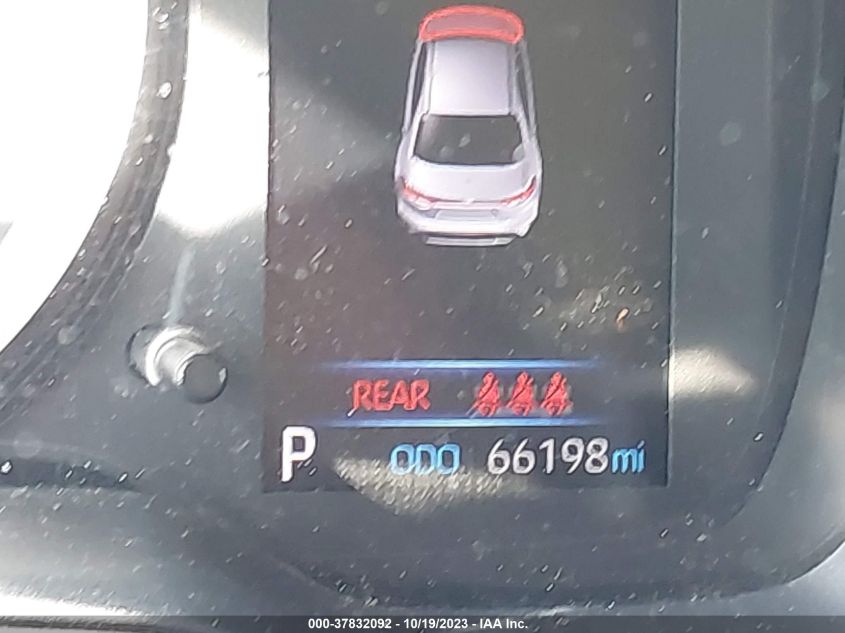 REAR
P ODO 66198mi
000-37832092 - 10/19/2023 - IAA Inc.